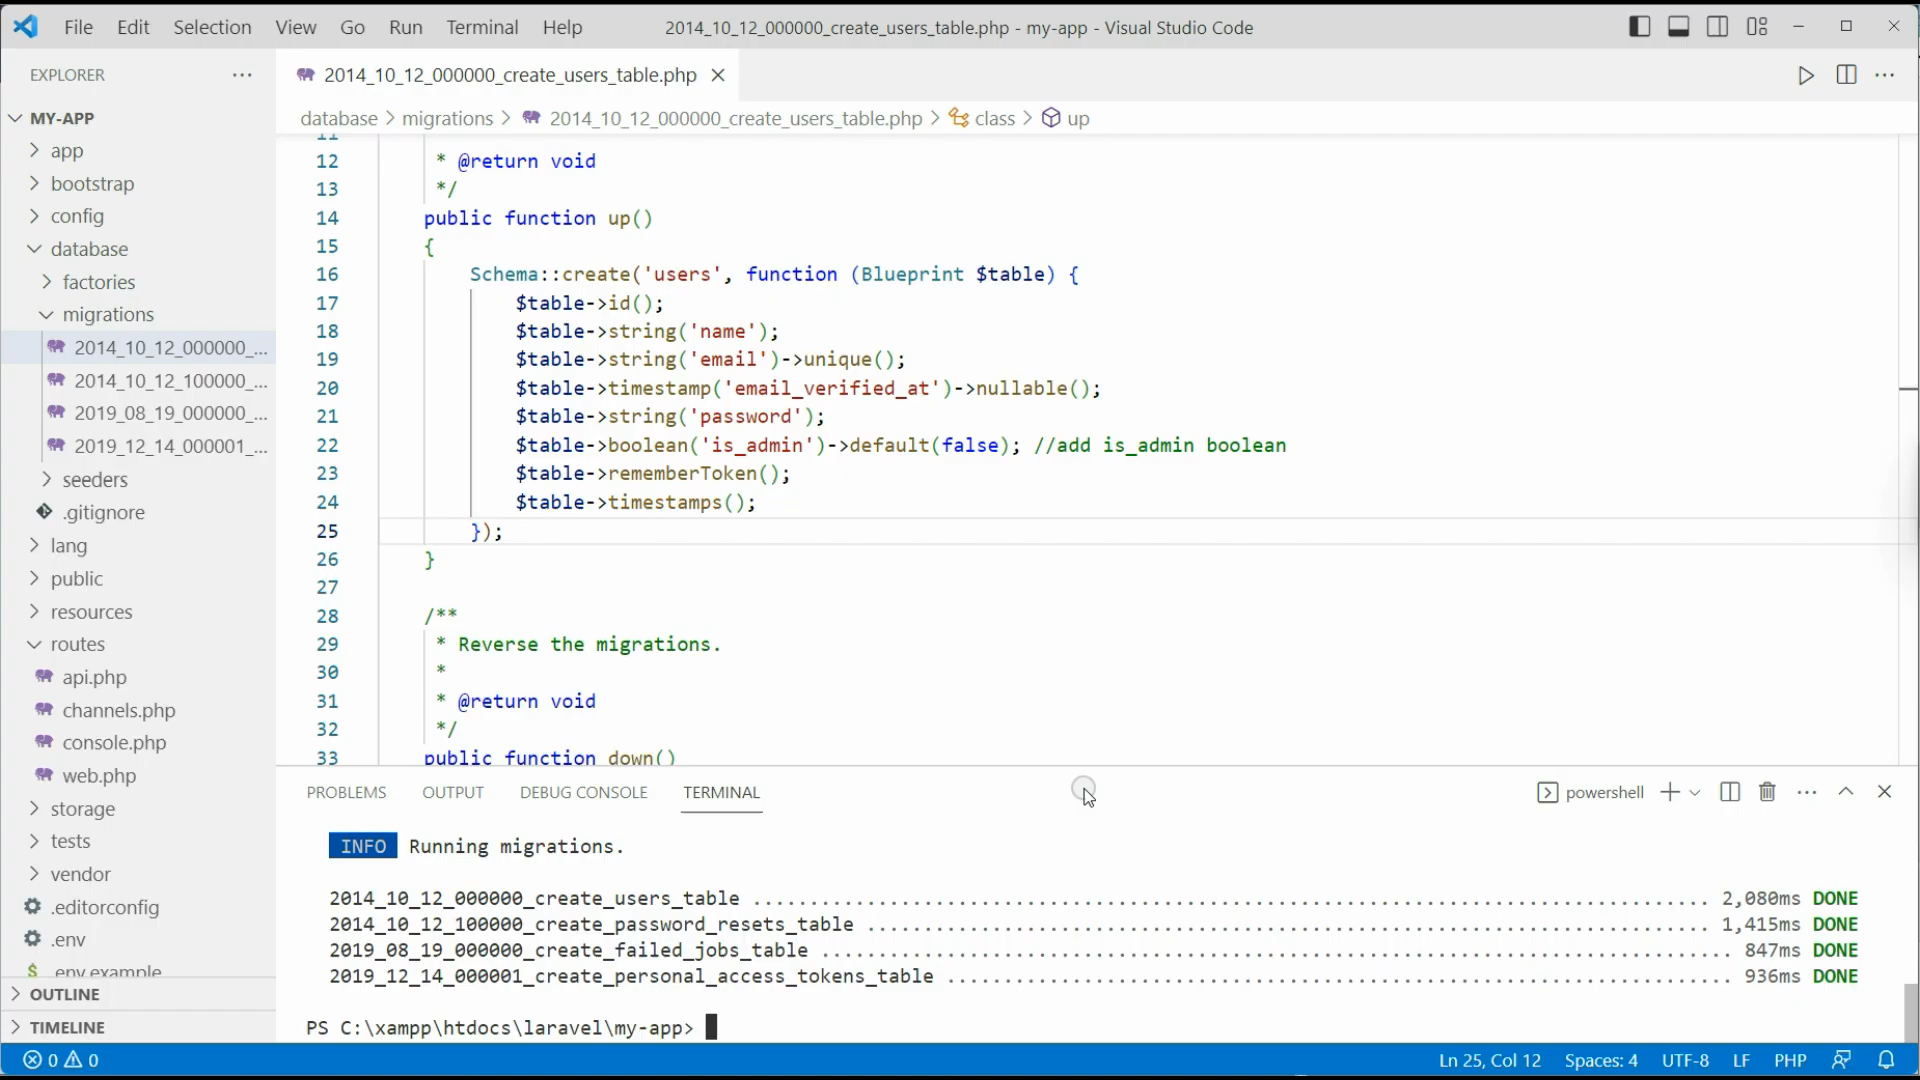 File Edit Selection View Go Run Terminal Help 2014_10_12_000000_create_users_table.php - my-app - Visual Studio Code
EXPLORER
2014_10_12_000000_create_users_table.php
MY-APP
database > migrations > 2014_10_12_000000_create_users_table.php > class > up
app
bootstrap
config
database
factories
migrations
2014_10_12_000000_...
2014_10_12_100000_...
2019_08_19_000000_...
2019_12_14_000001_...
seeders
.gitignore
lang
public
resources
routes
api.php
channels.php
console.php
web.php
storage
tests
vendor
.editorconfig
.env
.env.example
OUTLINE
TIMELINE
11
12 * @return void
13 */
14 public function up()
15 {
16 Schema::create('users', function (Blueprint $table) {
17 $table->id();
18 $table->string('name');
19 $table->string('email')->unique();
20 $table->timestamp('email_verified_at')->nullable();
21 $table->string('password');
22 $table->boolean('is_admin')->default(false); //add is_admin boolean
23 $table->rememberToken();
24 $table->timestamps();
25 });
26 }
27
28 /**
29 * Reverse the migrations.
30 *
31 * @return void
32 */
33 public function down()
PROBLEMS OUTPUT DEBUG CONSOLE TERMINAL powershell
INFO Running migrations.
2014_10_12_000000_create_users_table ........ 2,080ms DONE
2014_10_12_100000_create_password_resets_table ........ 1,415ms DONE
2019_08_19_000000_create_failed_jobs_table ........ 847ms DONE
2019_12_14_000001_create_personal_access_tokens_table ........ 936ms DONE
PS C:\xampp\htdocs\laravel\my-app>
0 0 Ln 25, Col 12 Spaces: 4 UTF-8 LF PHP